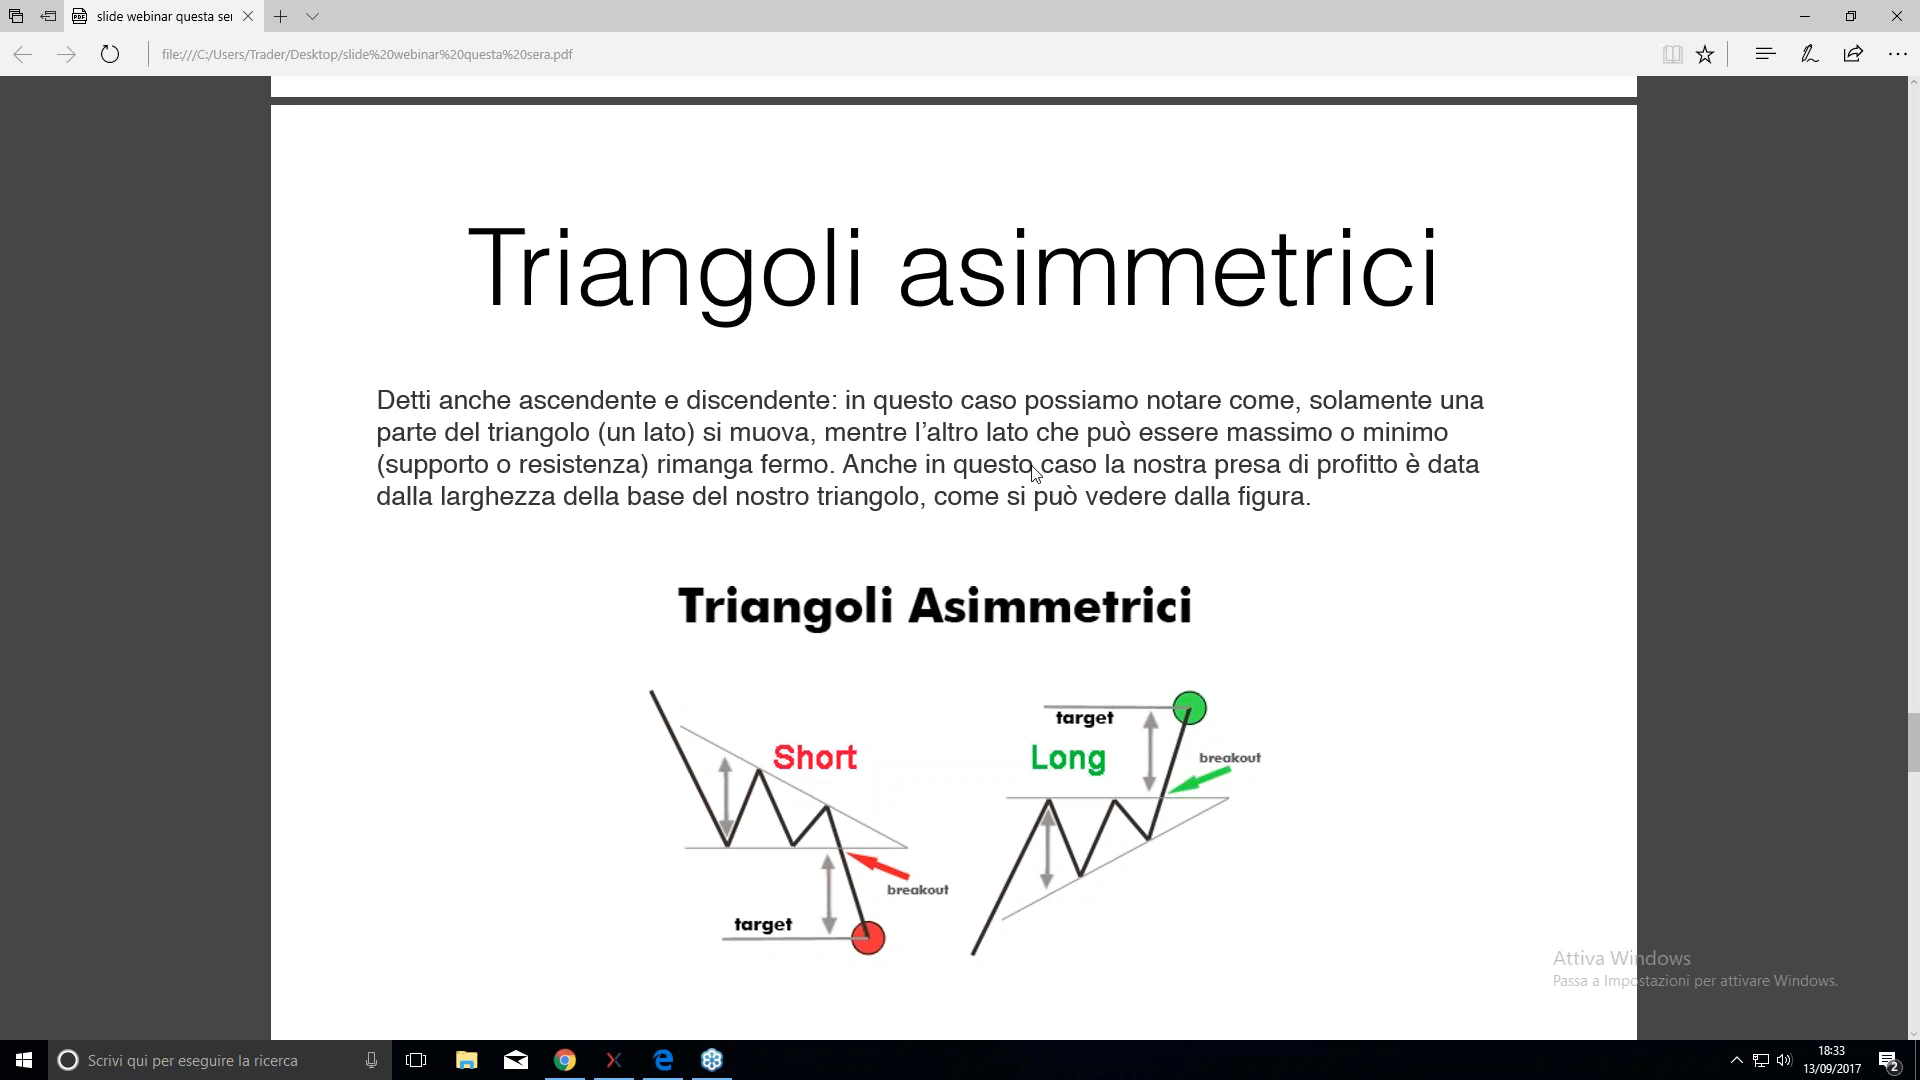 slide webinar questa se
file:///C:/Users/Trader/Desktop/slide%20webinar%20questa%20sera.pdf
Triangoli asimmetrici
Detti anche ascendente e discendente: in questo caso possiamo notare come, solamente una
parte del triangolo (un lato) si muova, mentre l’altro lato che può essere massimo o minimo
(supporto o resistenza) rimanga fermo. Anche in questo caso la nostra presa di profitto è data
dalla larghezza della base del nostro triangolo, come si può vedere dalla figura.
Triangoli Asimmetrici
target
Short
Long
breakout
breakout
target
Attiva Windows
Passa a Impostazioni per attivare Windows.
Scrivi qui per eseguire la ricerca
18:33
13/09/2017
2